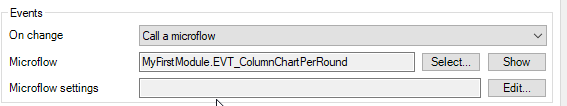 Events
On change Call a microflow
Microflow MyFirstModule.EVT_ColumnChartPerRound Select... Show
Microflow settings Edit...